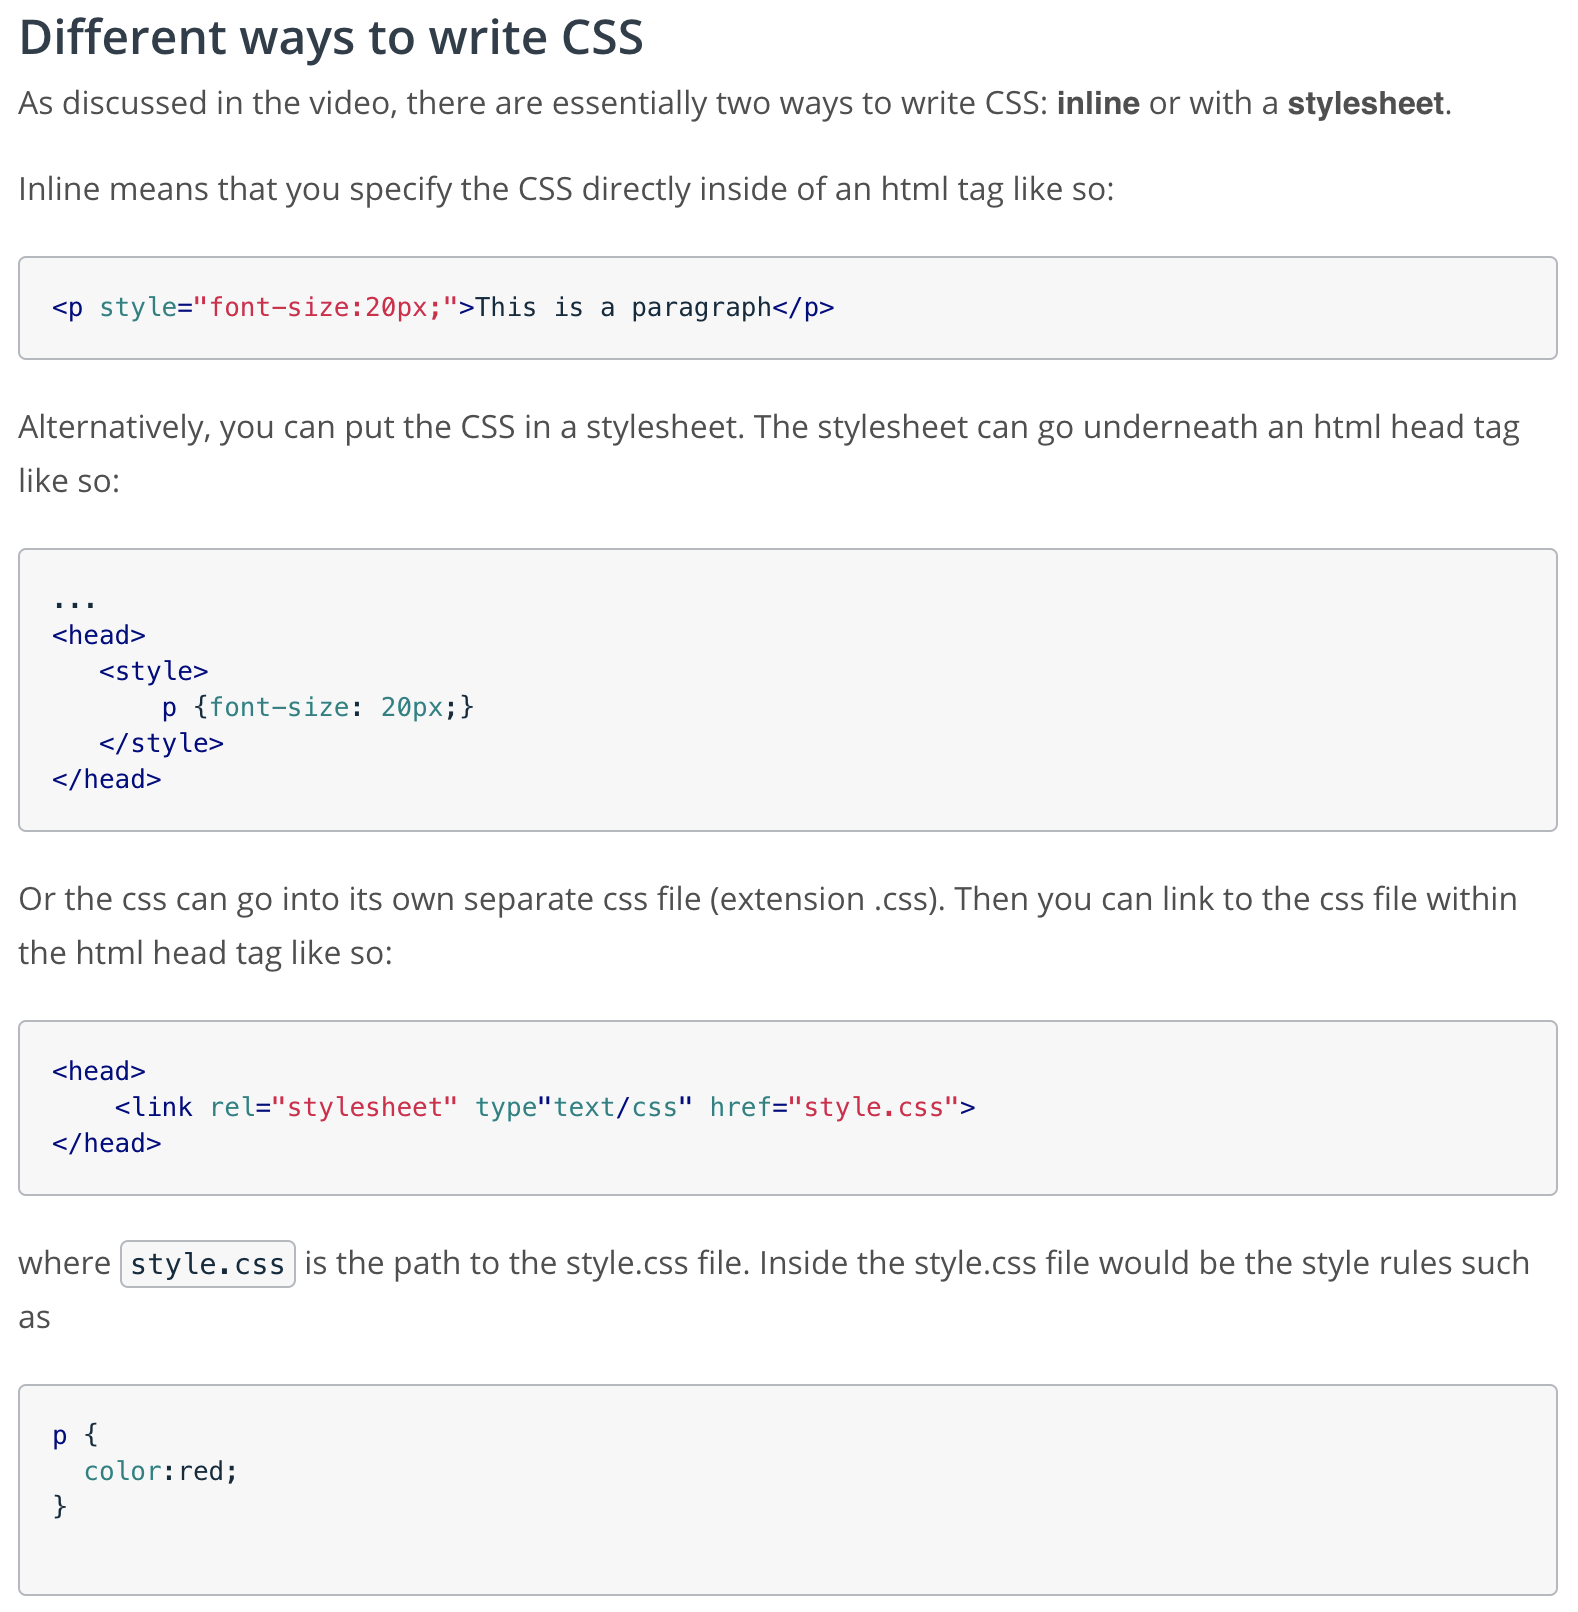 Different ways to write CSS
As discussed in the video, there are essentially two ways to write CSS: inline or with a stylesheet.
Inline means that you specify the CSS directly inside of an html tag like so:
<p style="font-size:20px;">This is a paragraph</p>
Alternatively, you can put the CSS in a stylesheet. The stylesheet can go underneath an html head tag
like so:
...
<head>
   <style>
       p {font-size: 20px;}
   </style>
</head>
Or the css can go into its own separate css file (extension .css). Then you can link to the css file within
the html head tag like so:
<head>
    <link rel="stylesheet" type"text/css" href="style.css">
</head>
where style.css is the path to the style.css file. Inside the style.css file would be the style rules such
as
p {
  color:red;
}